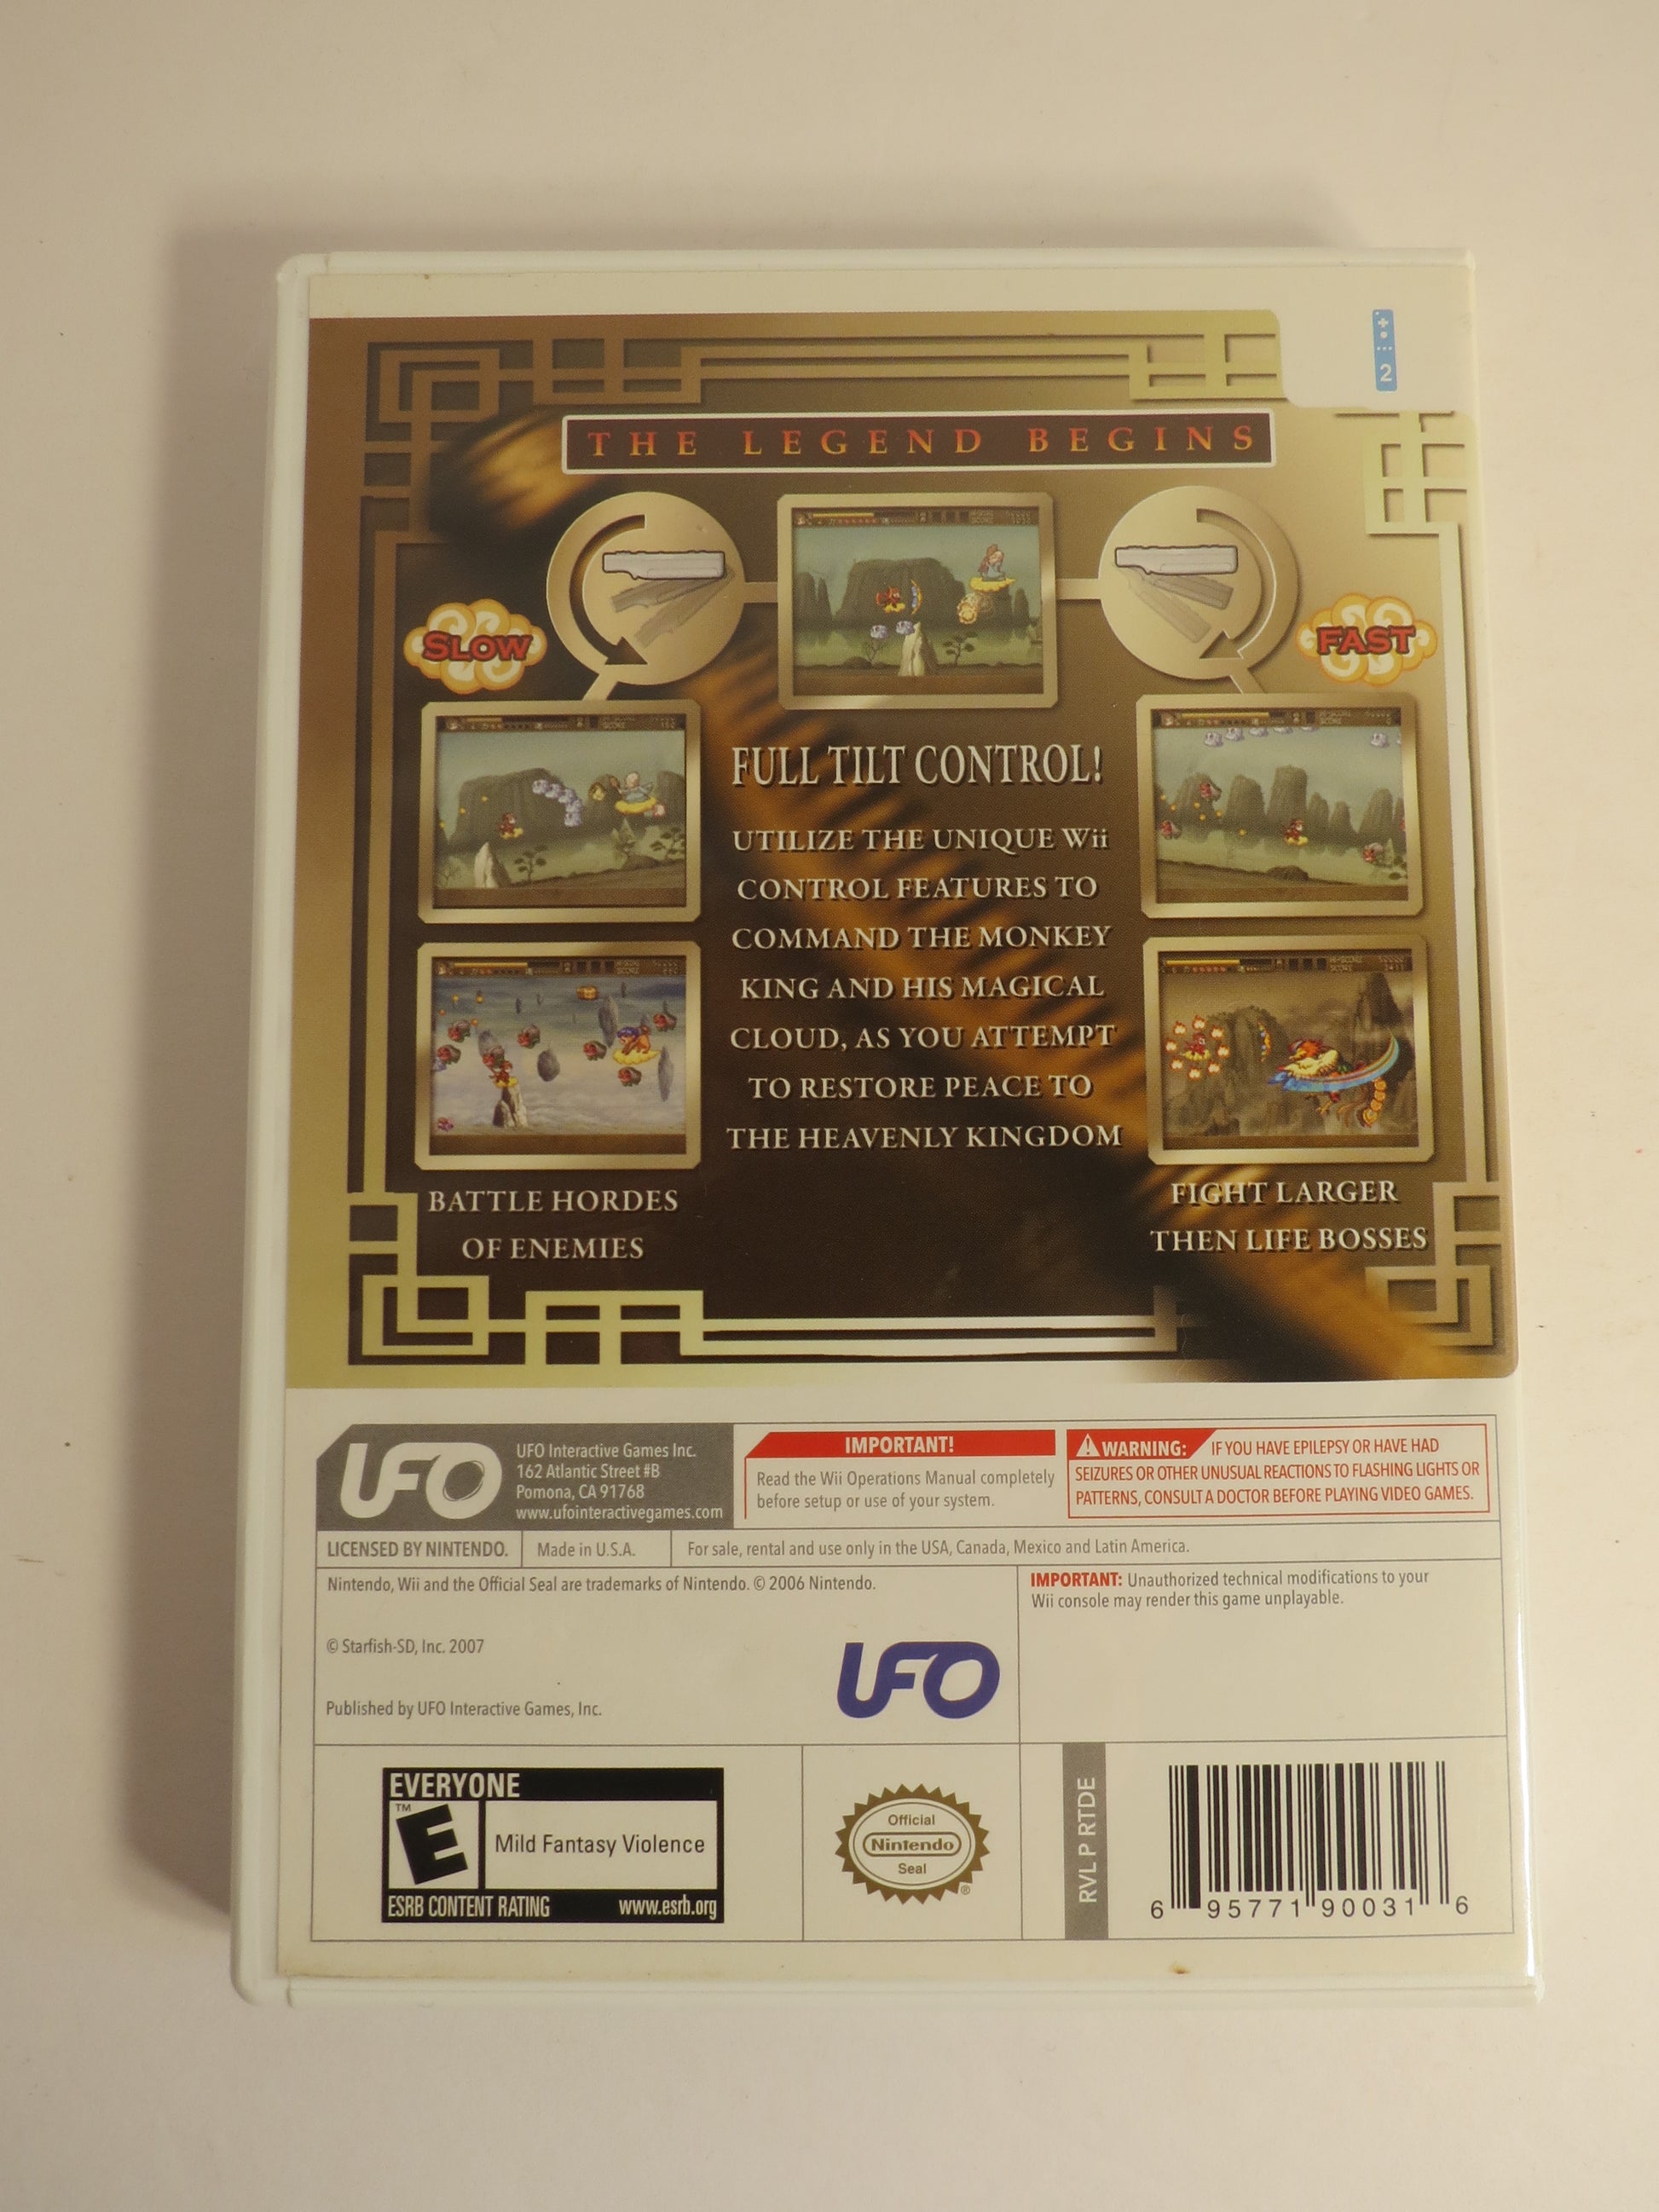 2
THE LEGEND BEGINS
SLOW
FAST
FULL TILT CONTROL!
UTILIZE THE UNIQUE Wii
CONTROL FEATURES TO
COMMAND THE MONKEY
KING AND HIS MAGICAL
CLOUD, AS YOU ATTEMPT
TO RESTORE PEACE TO
THE HEAVENLY KINGDOM
BATTLE HORDES
OF ENEMIES
FIGHT LARGER
THEN LIFE BOSSES
UFO
UFO Interactive Games Inc.
162 Atlantic Street #B
Pomona, CA 91768
www.ufointeractivegames.com
IMPORTANT!
Read the Wii Operations Manual completely
before setup or use of your system.
WARNING: IF YOU HAVE EPILEPSY OR HAVE HAD
SEIZURES OR OTHER UNUSUAL REACTIONS TO FLASHING LIGHTS OR
PATTERNS, CONSULT A DOCTOR BEFORE PLAYING VIDEO GAMES.
LICENSED BY NINTENDO.
Made in U.S.A.
For sale, rental and use only in the USA, Canada, Mexico and Latin America.
Nintendo, Wii and the Official Seal are trademarks of Nintendo. © 2006 Nintendo.
IMPORTANT: Unauthorized technical modifications to your
Wii console may render this game unplayable.
© Starfish-SD, Inc. 2007
UFO
Published by UFO Interactive Games, Inc.
EVERYONE
TM
E
Mild Fantasy Violence
ESRB CONTENT RATING www.esrb.org
Official
Nintendo
Seal
®
RVL P RTDE
6 95771 90031 6